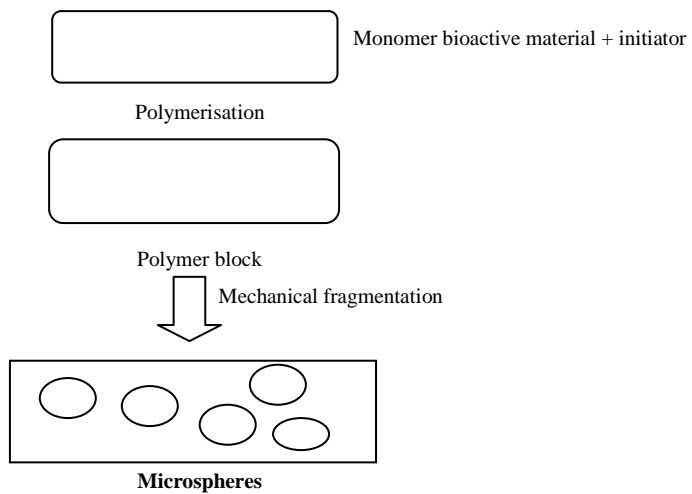 Monomer bioactive material + initiator
Polymerisation
Polymer block
Mechanical fragmentation
Microspheres